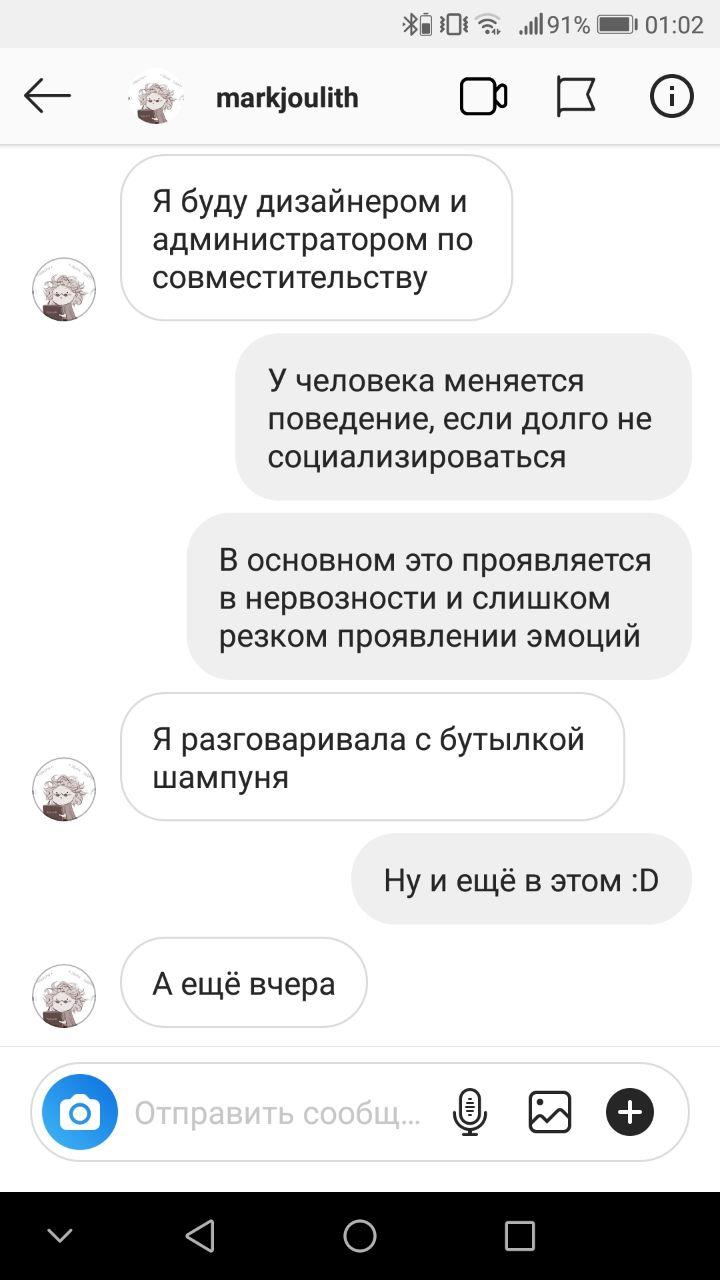 91% 01:02
markjoulith
Я буду дизайнером и
администратором по
совместительству
У человека меняется
поведение, если долго не
социализироваться
В основном это проявляется
в нервозности и слишком
резком проявлении эмоций
Я разговаривала с бутылкой
шампуня
Ну и ещё в этом :D
А ещё вчера
Отправить сообщ...